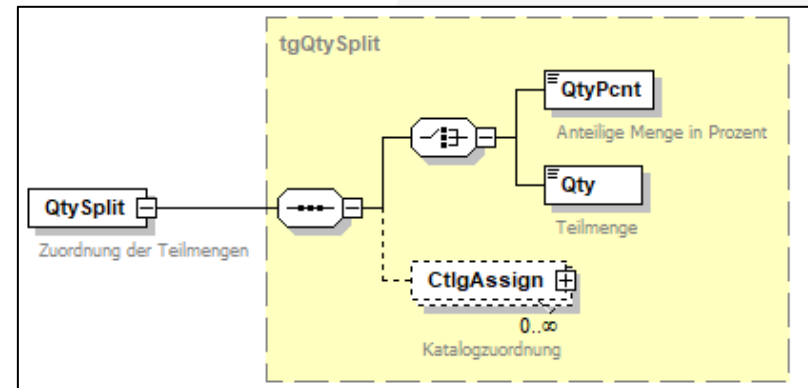 tgQtySplit
QtyPcnt
Anteilige Menge in Prozent
Qty
Teilmenge
QtySplit
Zuordnung der Teilmengen
CtlgAssign
0..∞
Katalogzuordnung